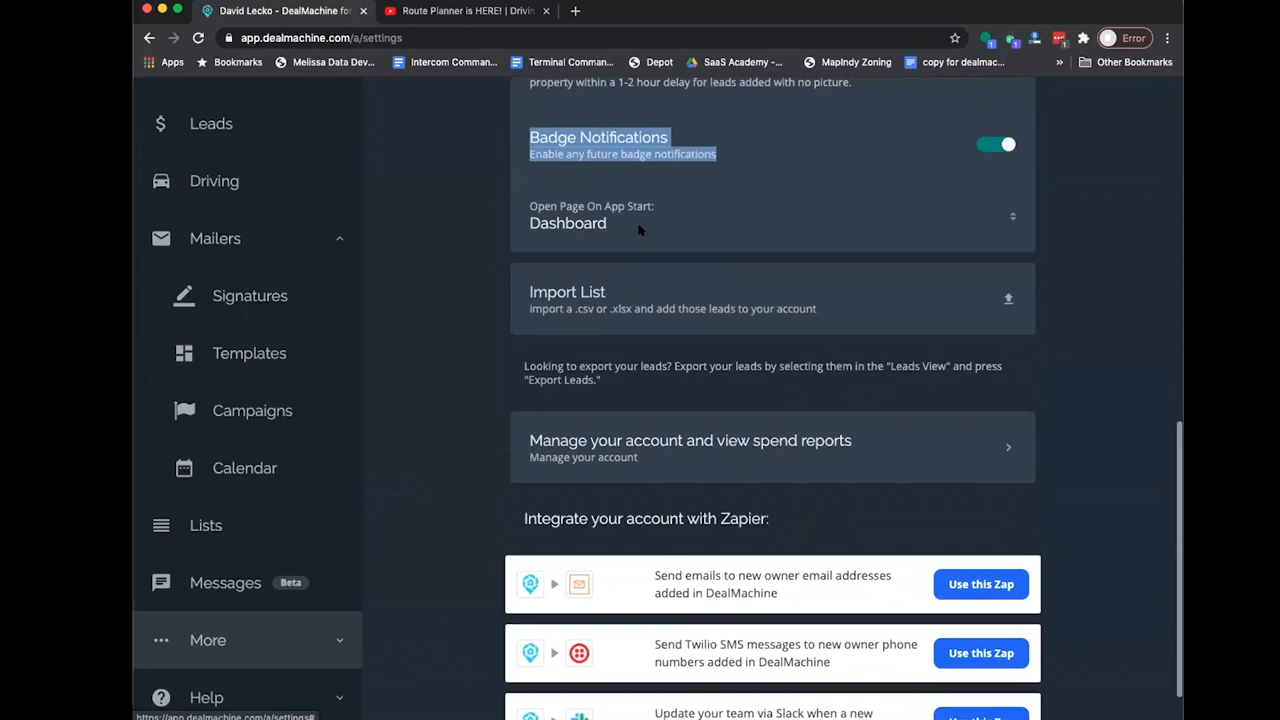 David Lecko - DealMachine for
Route Planner is HERE! | Drivin
app.dealmachine.com/a/settings
Error
Apps
Bookmarks
Melissa Data Dev...
Intercom Comman...
Terminal Comman...
Depot
SaaS Academy -...
MapIndy Zoning
copy for dealmac...
Other Bookmarks
property within a 1-2 hour delay for leads added with no picture.
Leads
Driving
Mailers
Signatures
Templates
Campaigns
Calendar
Lists
Messages Beta
More
Help
Badge Notifications
Enable any future badge notifications
Open Page On App Start:
Dashboard
Import List
import a .csv or .xlsx and add those leads to your account
Looking to export your leads? Export your leads by selecting them in the "Leads View" and press
"Export Leads."
Manage your account and view spend reports
Manage your account
Integrate your account with Zapier:
Send emails to new owner email addresses
added in DealMachine
Use this Zap
Send Twilio SMS messages to new owner phone
numbers added in DealMachine
Use this Zap
Update your team via Slack when a new
https://app.dealmachine.com/a/settings#